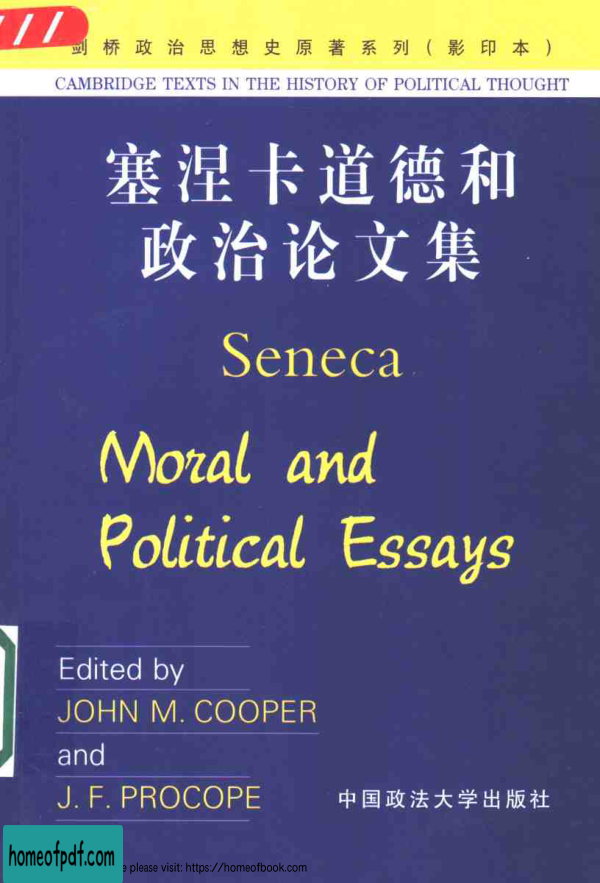 剑桥政治思想史原著系列(影印本)
CAMBRIDGE TEXTS IN THE HISTORY OF POLITICAL THOUGHT
塞涅卡道德和
政治论文集
Seneca
Moral and
Political Essays
Edited by
JOHN M. COOPER
and
J. F. PROCOPE
中国政法大学出版社
homeofpdf.com
please visit: https://homeofbook.com